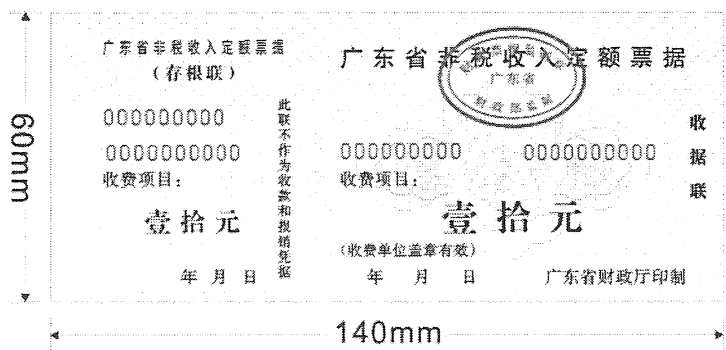 60mm
广东省非税收入定额票据
（存根联）
000000000
0000000000
收费项目：
壹拾元
年 月 日
此联不作为收款和报销凭据
广东省非税收入定额票据
广东省
财政部监制
000000000 0000000000
收费项目：
壹拾元
（收费单位盖章有效）
年 月 日 广东省财政厅印制
收据联
140mm